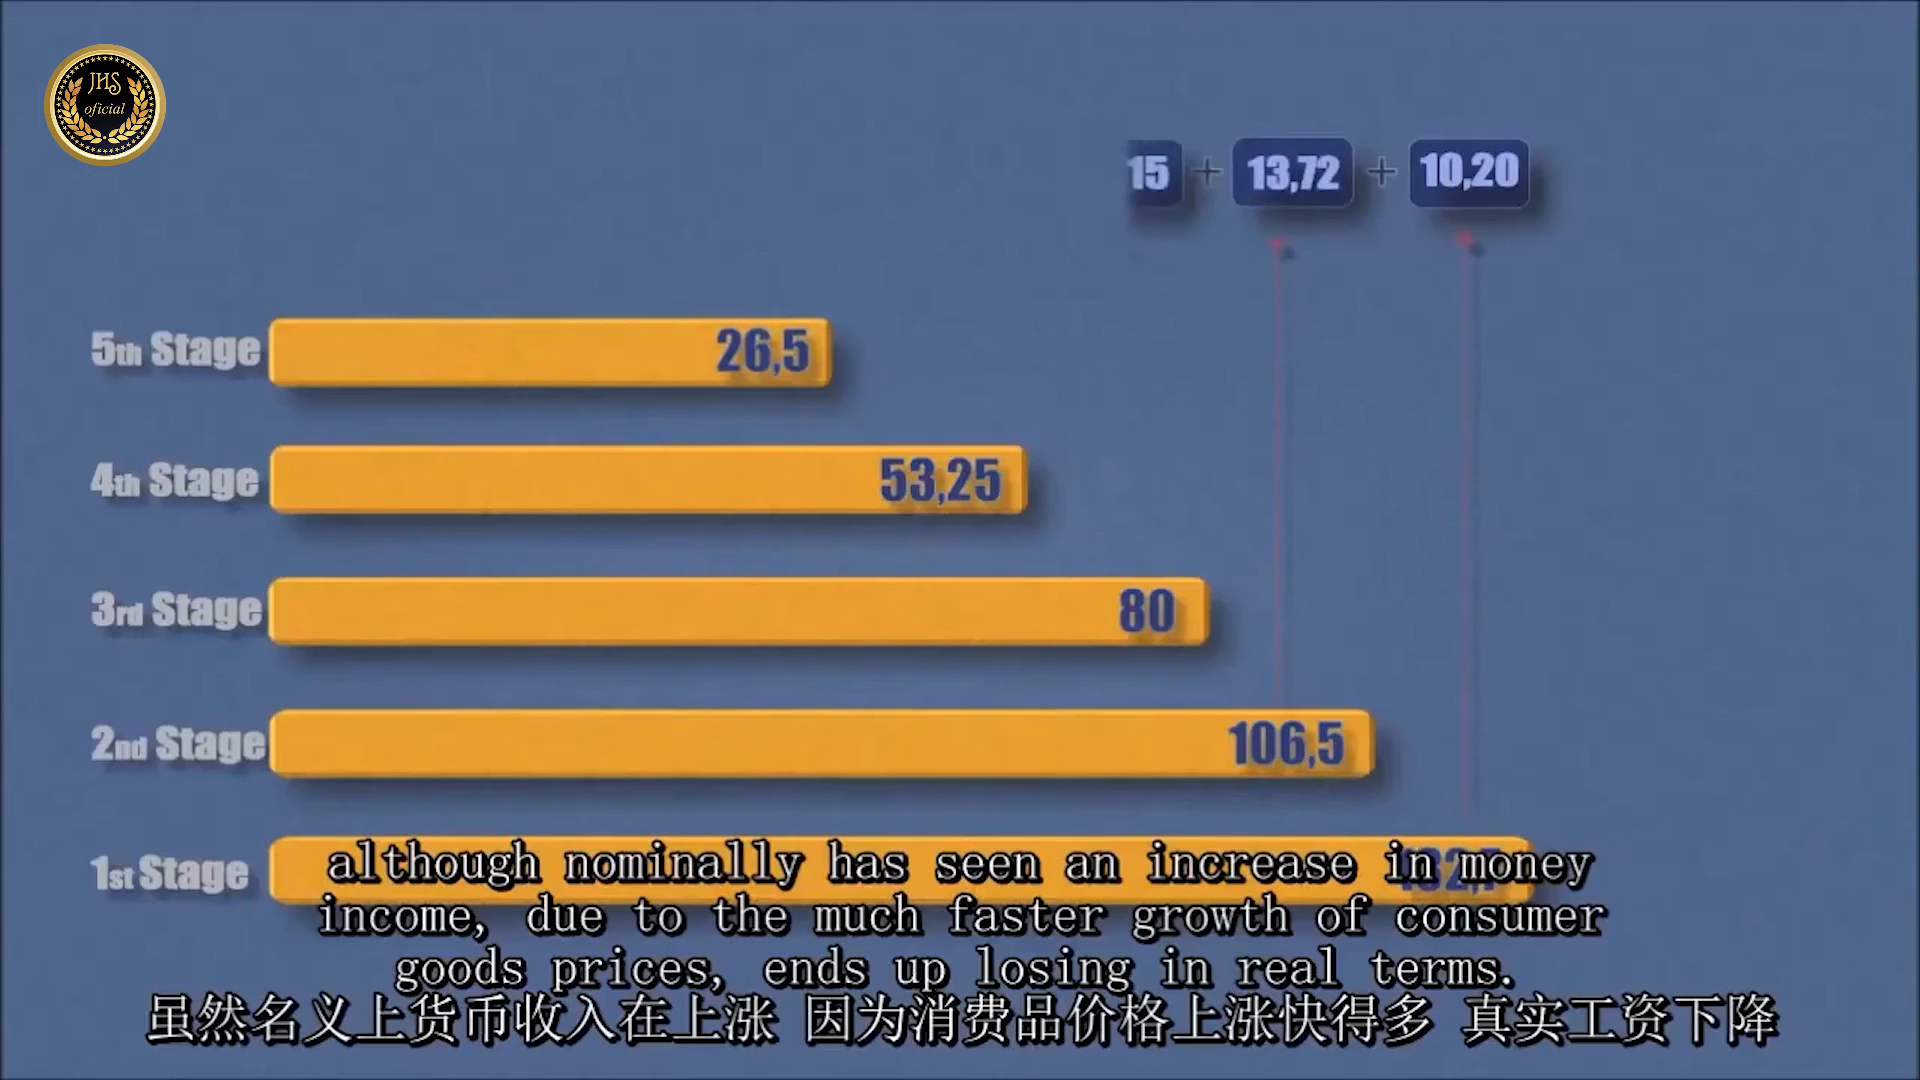 JHS
oficial
15 + 13,72 + 10,20
5th Stage 26,5
4th Stage 53,25
3rd Stage 80
2nd Stage 106,5
1st Stage
although nominally has seen an increase in money
income, due to the much faster growth of consumer
goods prices, ends up losing in real terms.
虽然名义上货币收入在上涨 因为消费品价格上涨快得多 真实工资下降